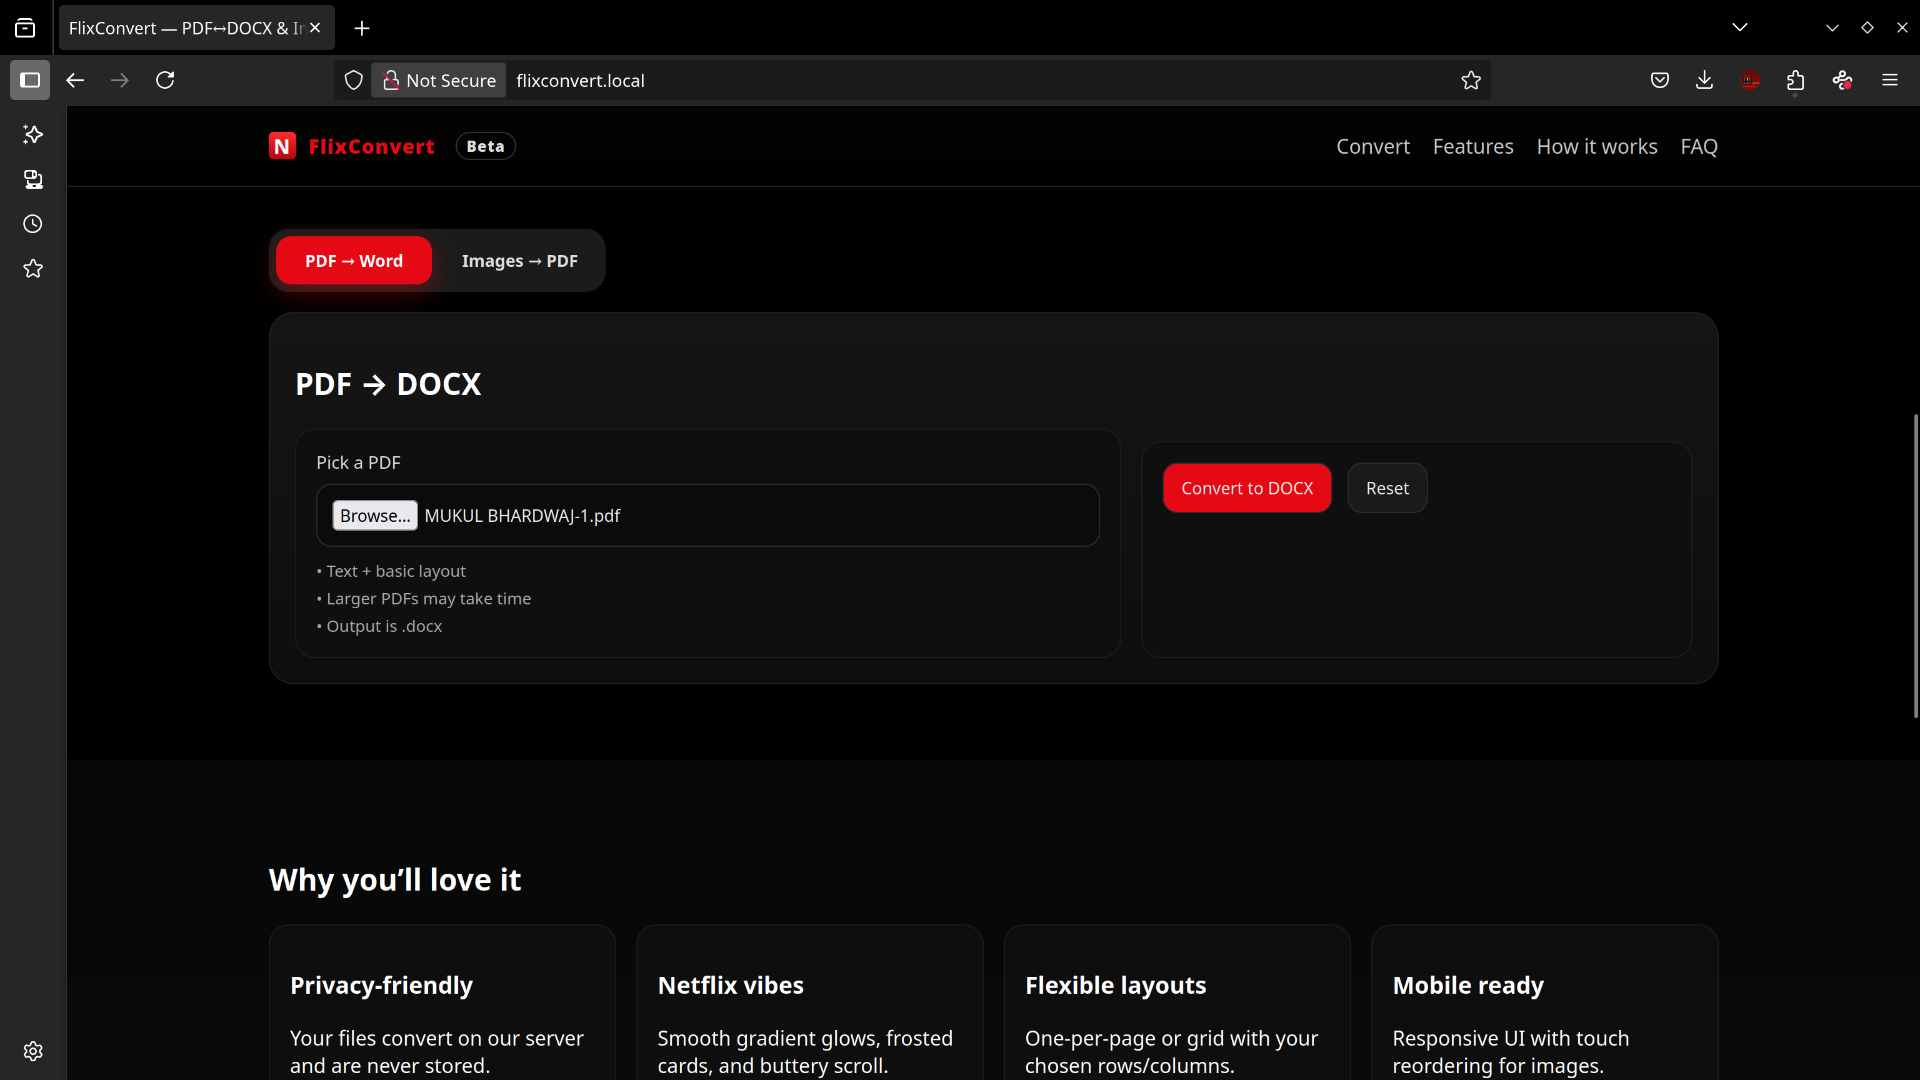 FlixConvert — PDF↔DOCX & I
Not Secure flixconvert.local
N FlixConvert Beta Convert Features How it works FAQ
PDF → Word Images → PDF
PDF → DOCX
Pick a PDF
Browse... MUKUL BHARDWAJ-1.pdf
• Text + basic layout
• Larger PDFs may take time
• Output is .docx
Convert to DOCX Reset
Why you’ll love it
Privacy-friendly
Your files convert on our server
and are never stored.
Netflix vibes
Smooth gradient glows, frosted
cards, and buttery scroll.
Flexible layouts
One-per-page or grid with your
chosen rows/columns.
Mobile ready
Responsive UI with touch
reordering for images.